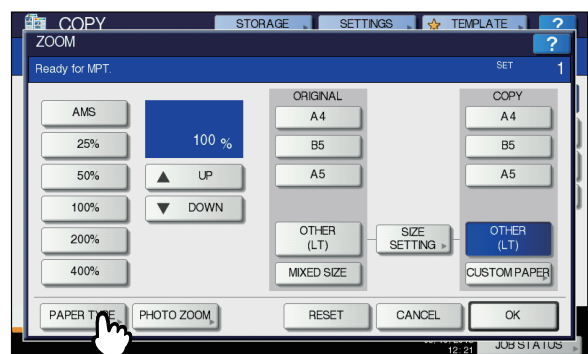 COPY STORAGE SETTINGS TEMPLATE ?
ZOOM ?
Ready for MPT. SET 1
ORIGINAL COPY
AMS A4 A4
25% 100 % B5 B5
50% UP A5 A5
100% DOWN
200% OTHER (LT) SIZE SETTING OTHER (LT)
400% MIXED SIZE CUSTOM PAPER
PAPER PHOTO ZOOM RESET CANCEL OK
12:21 JOB STATUS